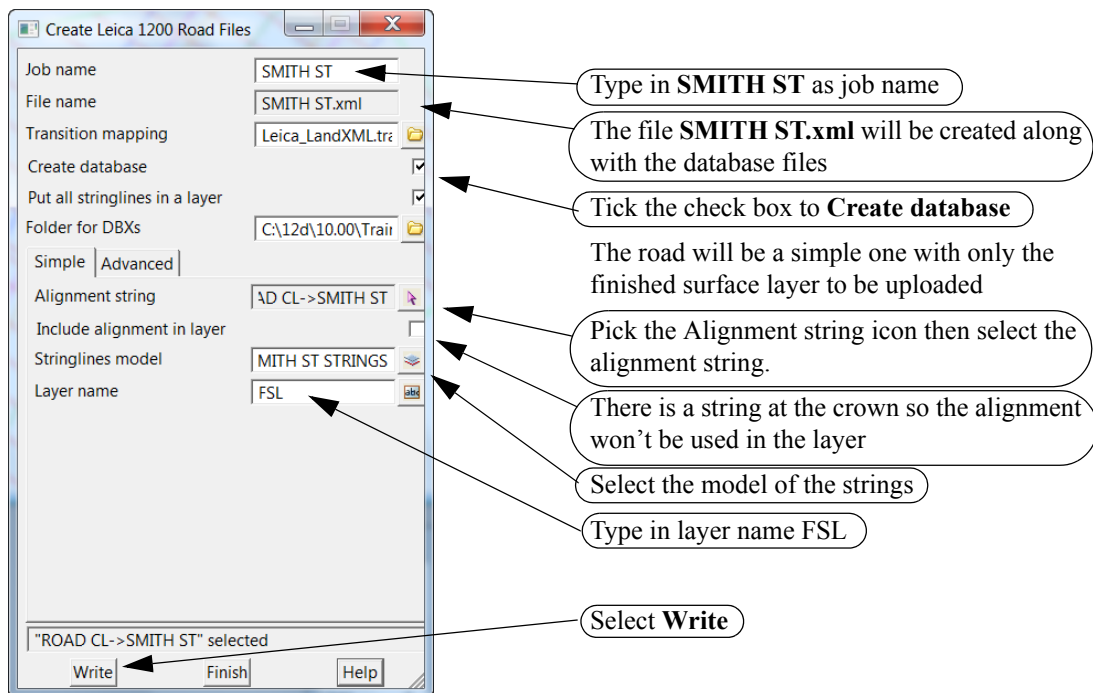 Create Leica 1200 Road Files
Job name
SMITH ST
File name
SMITH ST.xml
Transition mapping
Leica_LandXML.tra
Create database
Put all stringlines in a layer
Folder for DBXs
C:\12d\10.00\Train
Simple
Advanced
Alignment string
AD CL->SMITH ST
Include alignment in layer
Stringlines model
MITH ST STRINGS
Layer name
FSL
abc
"ROAD CL->SMITH ST" selected
Write
Finish
Help
Type in SMITH ST as job name
The file SMITH ST.xml will be created along
with the database files
Tick the check box to Create database
The road will be a simple one with only the
finished surface layer to be uploaded
Pick the Alignment string icon then select the
alignment string.
There is a string at the crown so the alignment
won’t be used in the layer
Select the model of the strings
Type in layer name FSL
Select Write